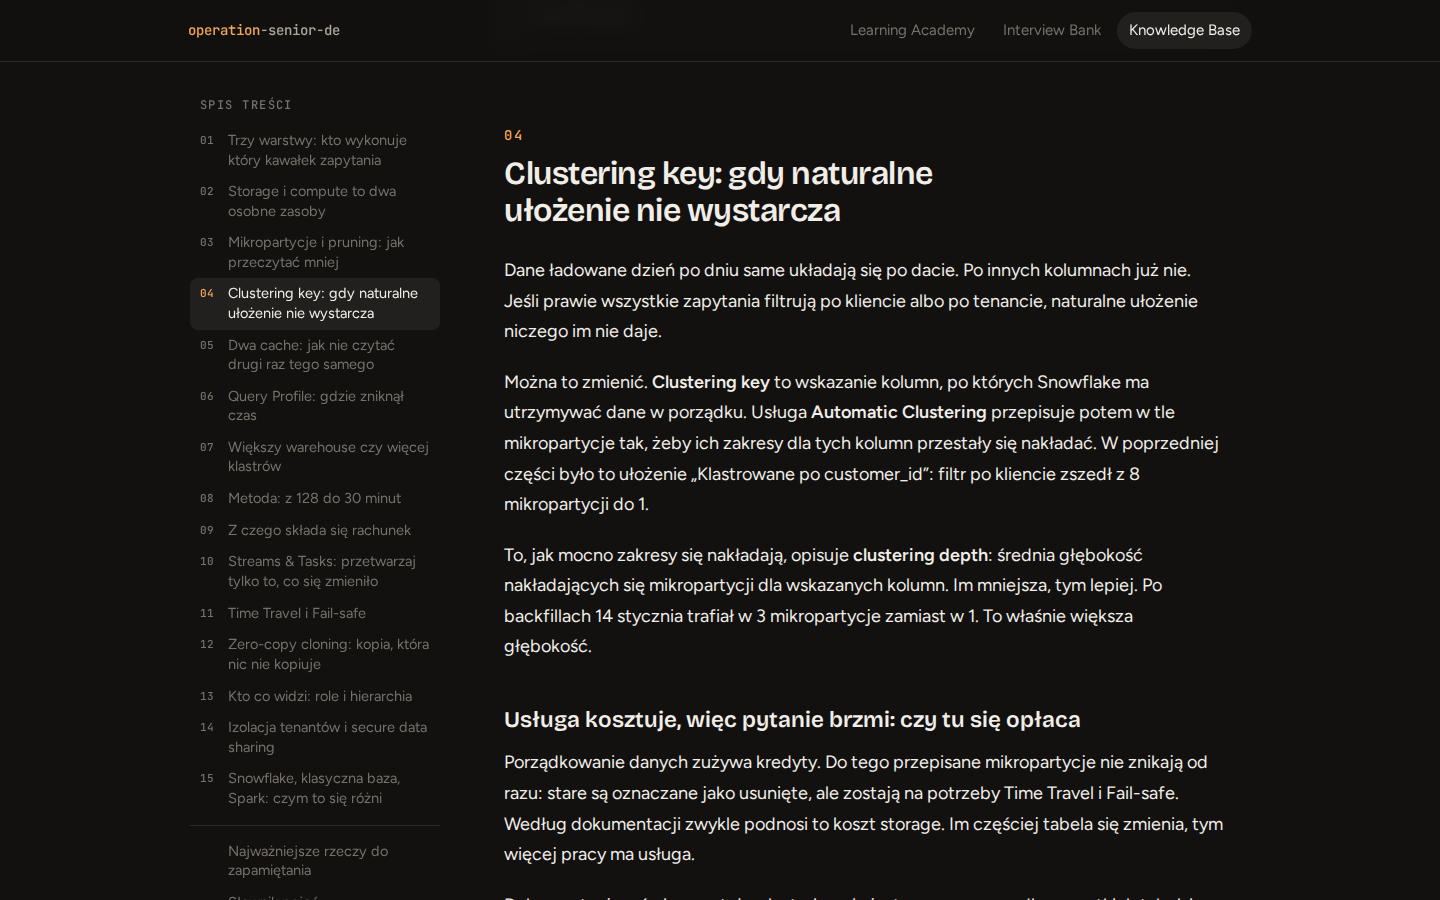 operation-senior-de
Learning Academy
Interview Bank
Knowledge Base
SPIS TREŚCI
01 Trzy warstwy: kto wykonuje
który kawałek zapytania
02 Storage i compute to dwa
osobne zasoby
03 Mikropartycje i pruning: jak
przeczytać mniej
04 Clustering key: gdy naturalne
ułożenie nie wystarcza
05 Dwa cache: jak nie czytać
drugi raz tego samego
06 Query Profile: gdzie zniknął
czas
07 Większy warehouse czy więcej
klastrów
08 Metoda: z 128 do 30 minut
09 Z czego składa się rachunek
10 Streams & Tasks: przetwarzaj
tylko to, co się zmieniło
11 Time Travel i Fail-safe
12 Zero-copy cloning: kopia, która
nic nie kopiuje
13 Kto co widzi: role i hierarchia
14 Izolacja tenantów i secure data
sharing
15 Snowflake, klasyczna baza,
Spark: czym to się różni
Najważniejsze rzeczy do
zapamiętania
04
Clustering key: gdy naturalne
ułożenie nie wystarcza
Dane ładowane dzień po dniu same układają się po dacie. Po innych kolumnach już nie.
Jeśli prawie wszystkie zapytania filtrują po kliencie albo po tenancie, naturalne ułożenie
niczego im nie daje.
Można to zmienić. Clustering key to wskazanie kolumn, po których Snowflake ma
utrzymywać dane w porządku. Usługa Automatic Clustering przepisuje potem w tle
mikropartycje tak, żeby ich zakresy dla tych kolumn przestały się nakładać. W poprzedniej
części było to ułożenie „Klastrowane po customer_id”: filtr po kliencie zszedł z 8
mikropartycji do 1.
To, jak mocno zakresy się nakładają, opisuje clustering depth: średnia głębokość
nakładających się mikropartycji dla wskazanych kolumn. Im mniejsza, tym lepiej. Po
backfillach 14 stycznia trafiał w 3 mikropartycje zamiast w 1. To właśnie większa
głębokość.
Usługa kosztuje, więc pytanie brzmi: czy tu się opłaca
Porządkowanie danych zużywa kredyty. Do tego przepisane mikropartycje nie znikają od
razu: stare są oznaczane jako usunięte, ale zostają na potrzeby Time Travel i Fail-safe.
Według dokumentacji zwykle podnosi to koszt storage. Im częściej tabela się zmienia, tym
więcej pracy ma usługa.